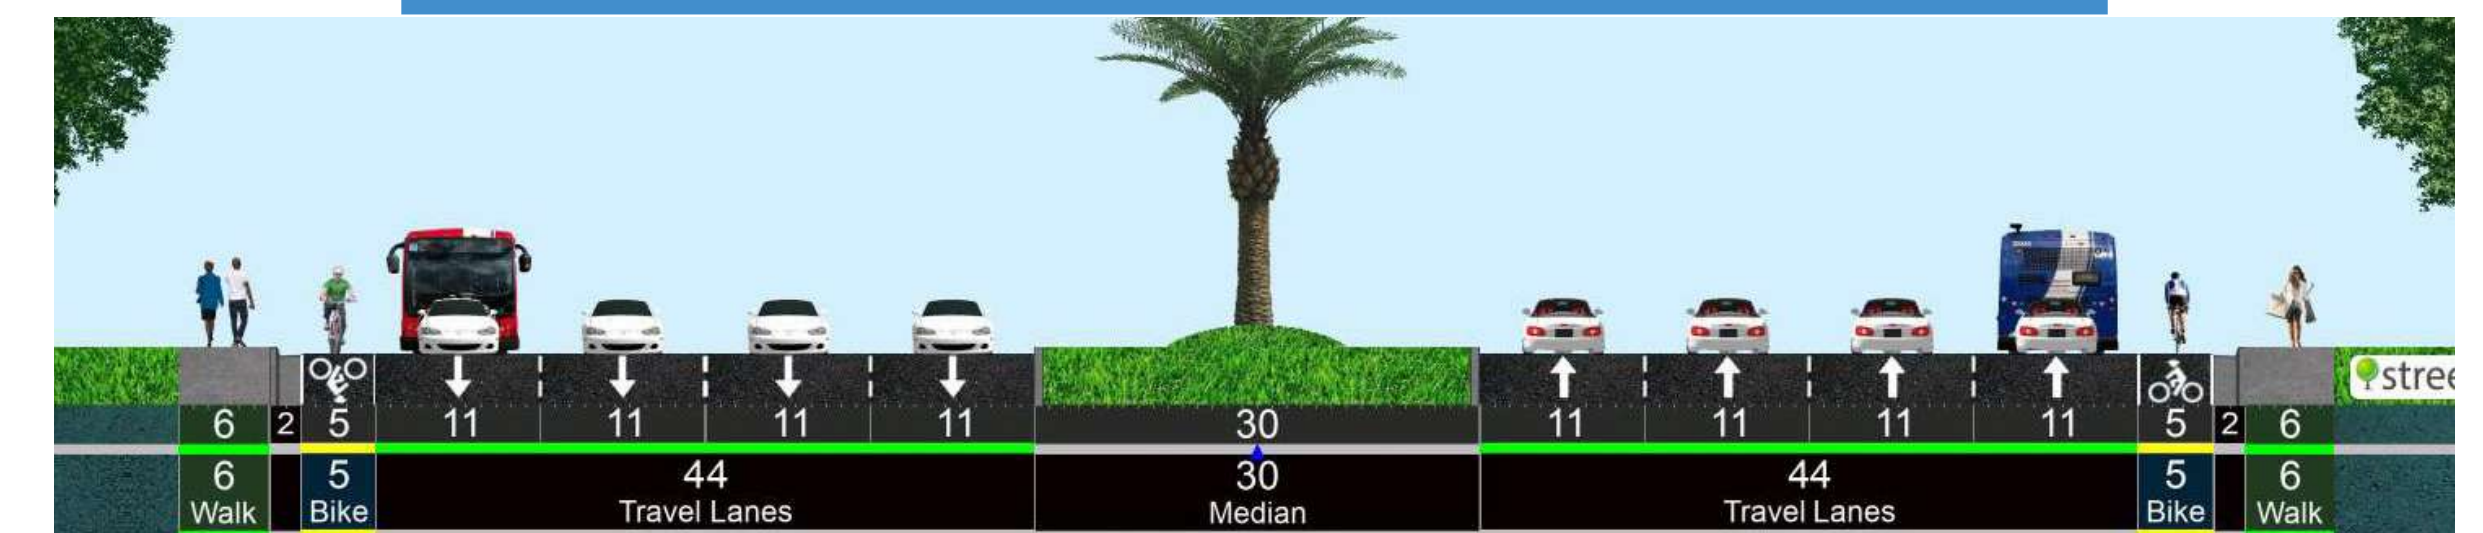 6 2 5 11 11 11 11 30 11 11 11 11 5 2 6
6 5 44 30 44 5 6
Walk Bike Travel Lanes Median Travel Lanes Bike Walk
stree